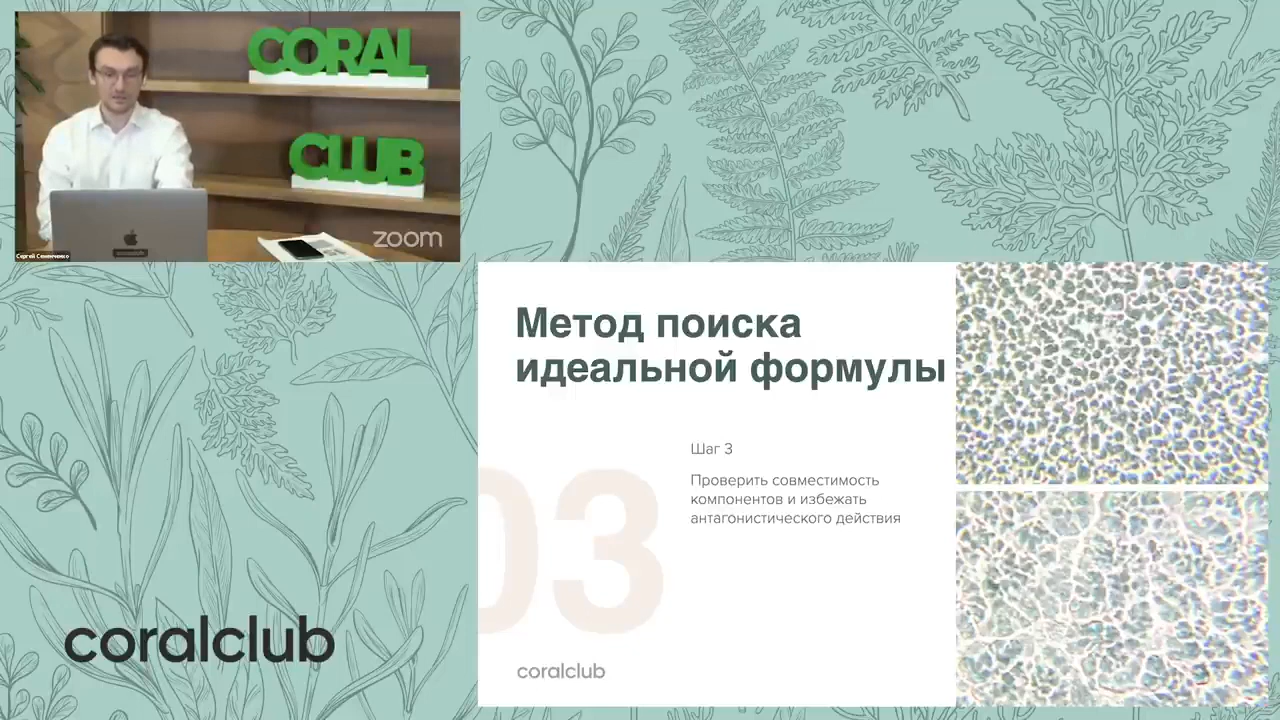 CORAL
CLUB
zoom
Метод поиска
идеальной формулы
Шаг 3
Проверить совместимость
компонентов и избежать
антагонистического действия
03
coralclub
coralclub